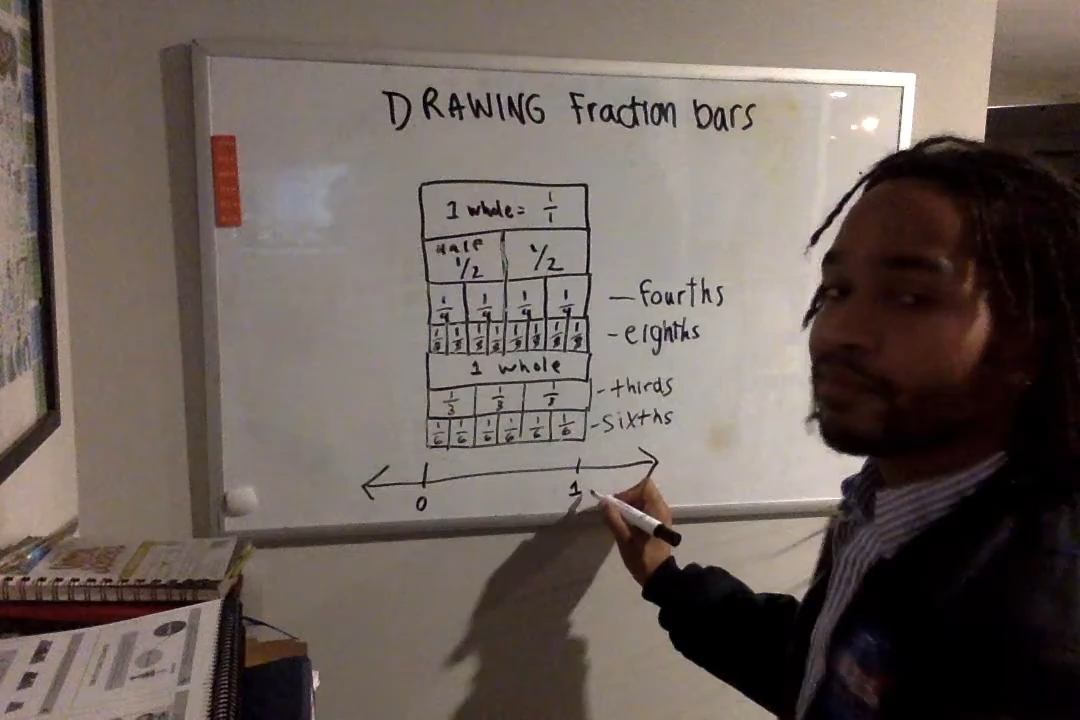 DRAWING Fraction bars
1 whole = 1/1
Half
1/2 1/2
1/4 1/4 1/4 1/4 - fourths
1/8 1/8 1/8 1/8 1/8 1/8 1/8 1/8 - eighths
1 whole
1/3 1/3 1/3 - thirds
1/6 1/6 1/6 1/6 1/6 1/6 - sixths
0 1